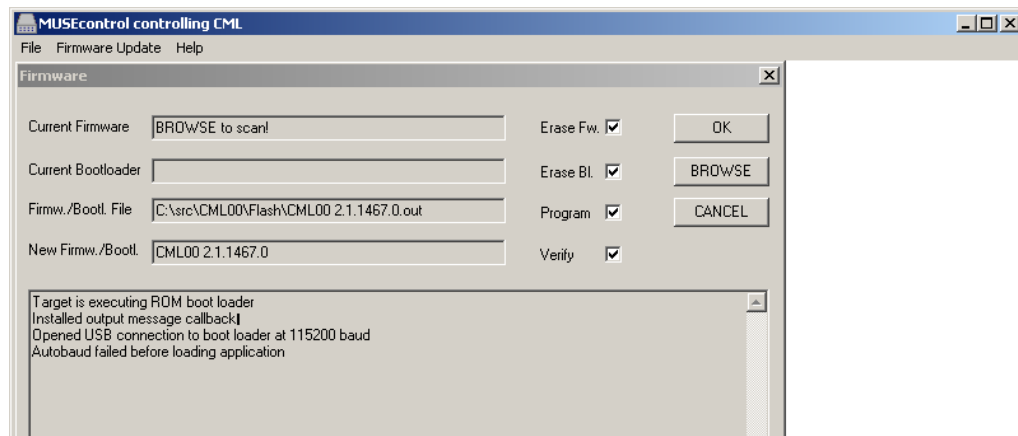 MUSEcontrol controlling CML
File Firmware Update Help
Firmware
Current Firmware BROWSE to scan! Erase Fw. OK
Current Bootloader Erase Bl. BROWSE
Firmw./Bootl. File C:\src\CML00\Flash\CML00 2.1.1467.0.out Program CANCEL
New Firmw./Bootl. CML00 2.1.1467.0 Verify
Target is executing ROM boot loader
Installed output message callback
Opened USB connection to boot loader at 115200 baud
Autobaud failed before loading application